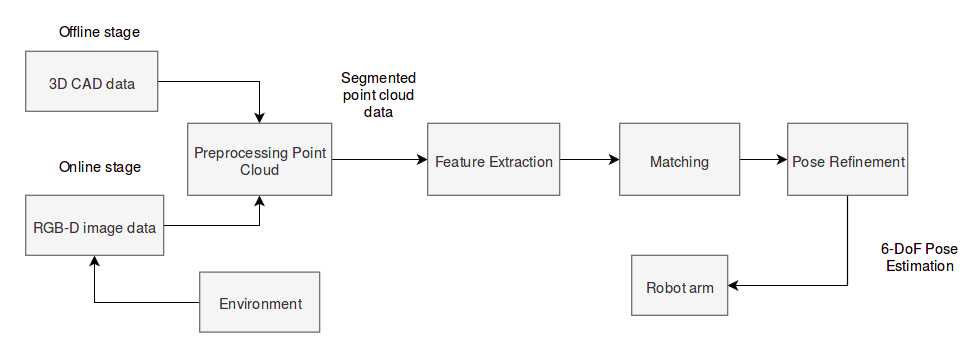 Offline stage
3D CAD data
Segmented
point cloud
data
Preprocessing Point
Cloud
Feature Extraction
Matching
Pose Refinement
Online stage
RGB-D image data
6-DoF Pose
Estimation
Robot arm
Environment